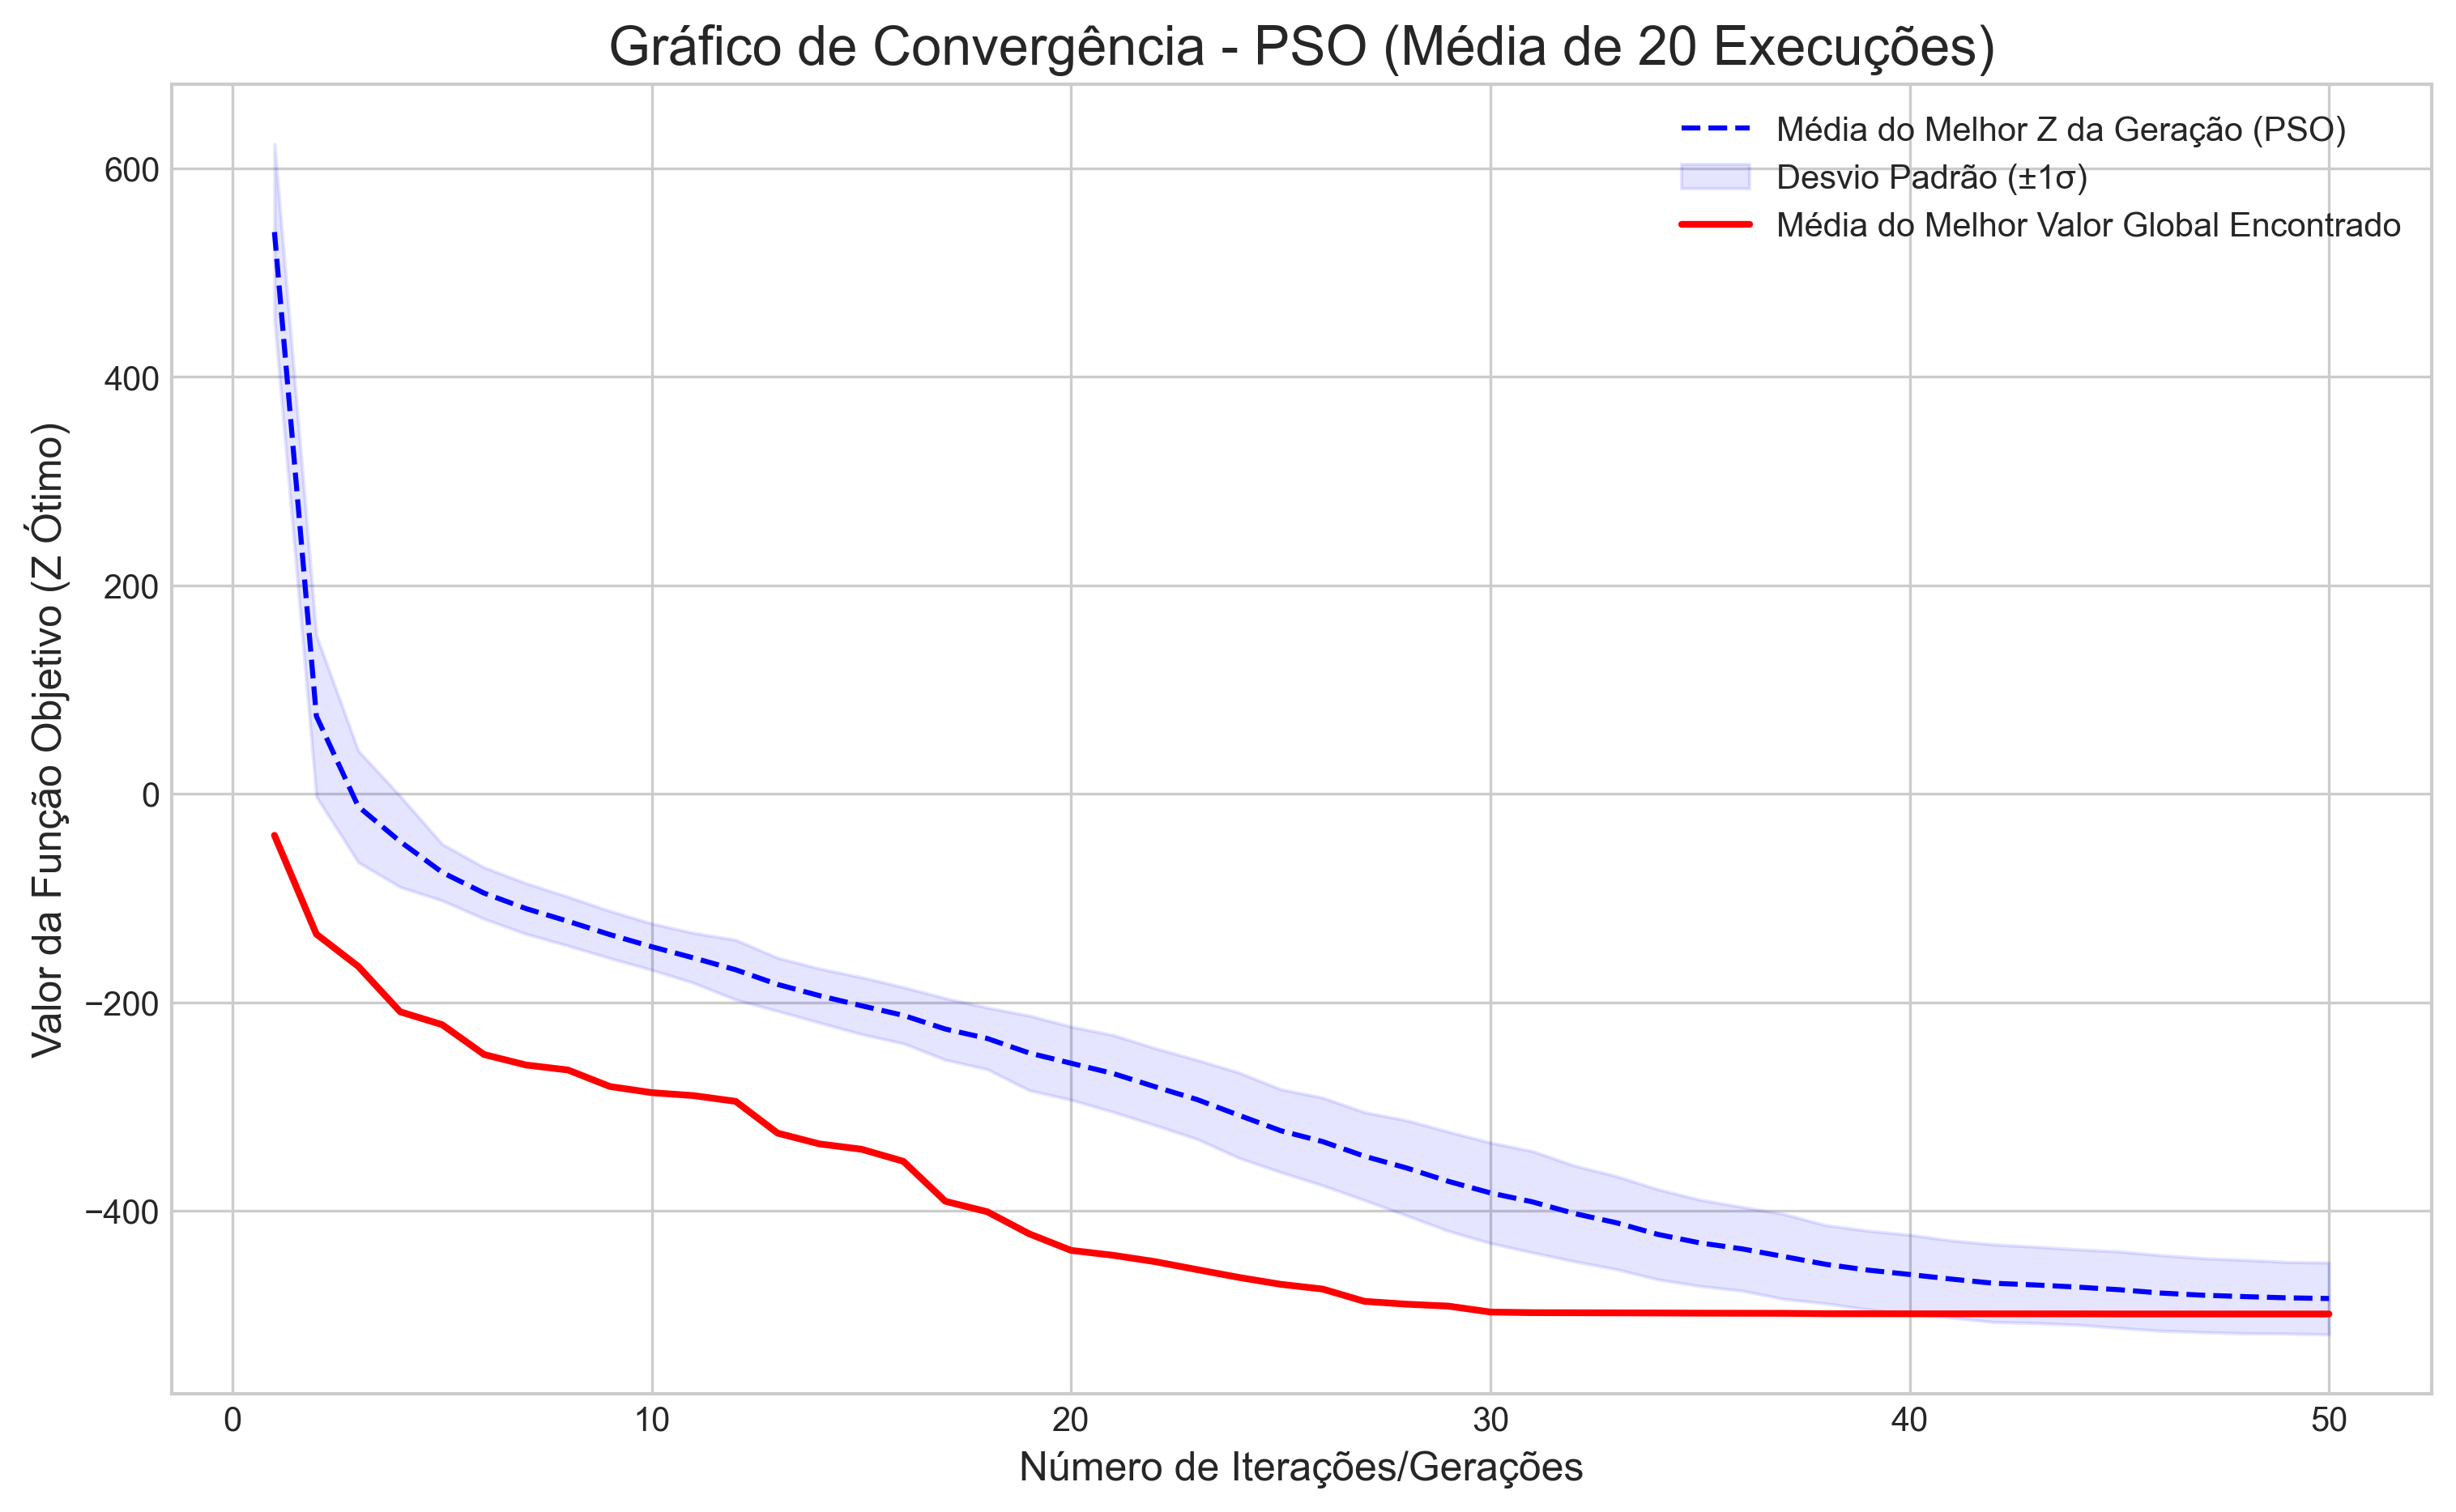 Gráfico de Convergência - PSO (Média de 20 Execuções)
Média do Melhor Z da Geração (PSO)
Desvio Padrão (±1σ)
Média do Melhor Valor Global Encontrado
Valor da Função Objetivo (Z Ótimo)
600
400
200
0
−200
−400
0 10 20 30 40 50
Número de Iterações/Gerações